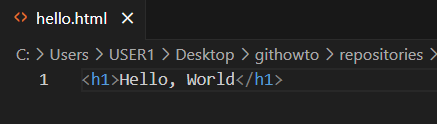 hello.html
C: > Users > USER1 > Desktop > githowto > repositories >
1 <h1>Hello, World</h1>